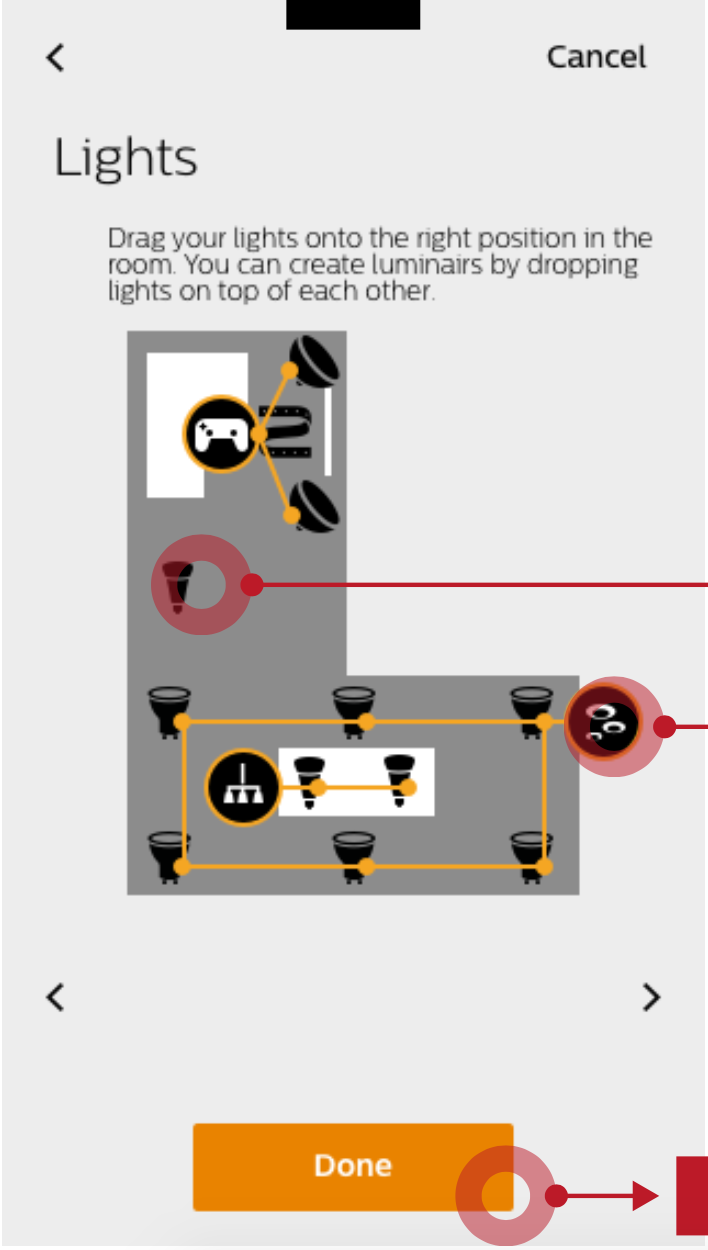 Cancel
Lights
Drag your lights onto the right position in the
room. You can create luminairs by dropping
lights on top of each other.
Done